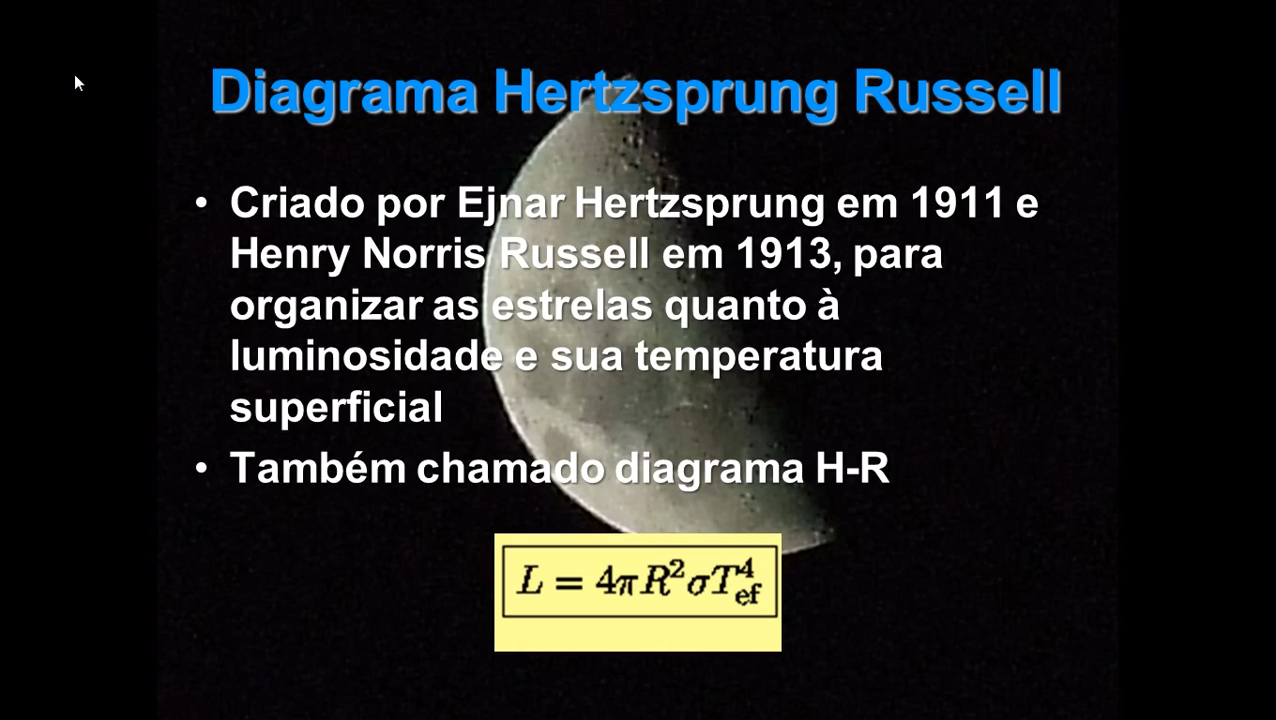 Diagrama Hertzsprung Russell
• Criado por Ejnar Hertzsprung em 1911 e
Henry Norris Russell em 1913, para
organizar as estrelas quanto à
luminosidade e sua temperatura
superficial
• Também chamado diagrama H-R
L = 4πR²σT⁴ef